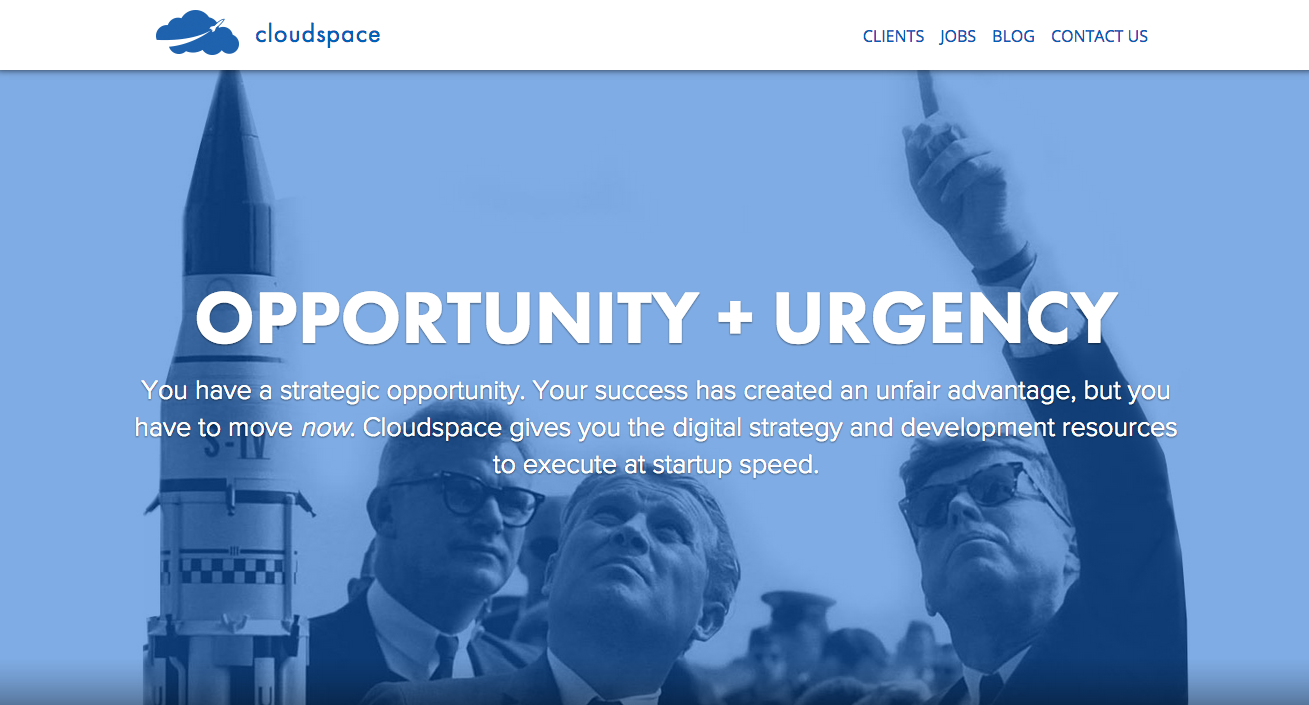 cloudspace
CLIENTS JOBS BLOG CONTACT US
OPPORTUNITY + URGENCY
You have a strategic opportunity. Your success has created an unfair advantage, but you
have to move now. Cloudspace gives you the digital strategy and development resources
to execute at startup speed.
S-IV